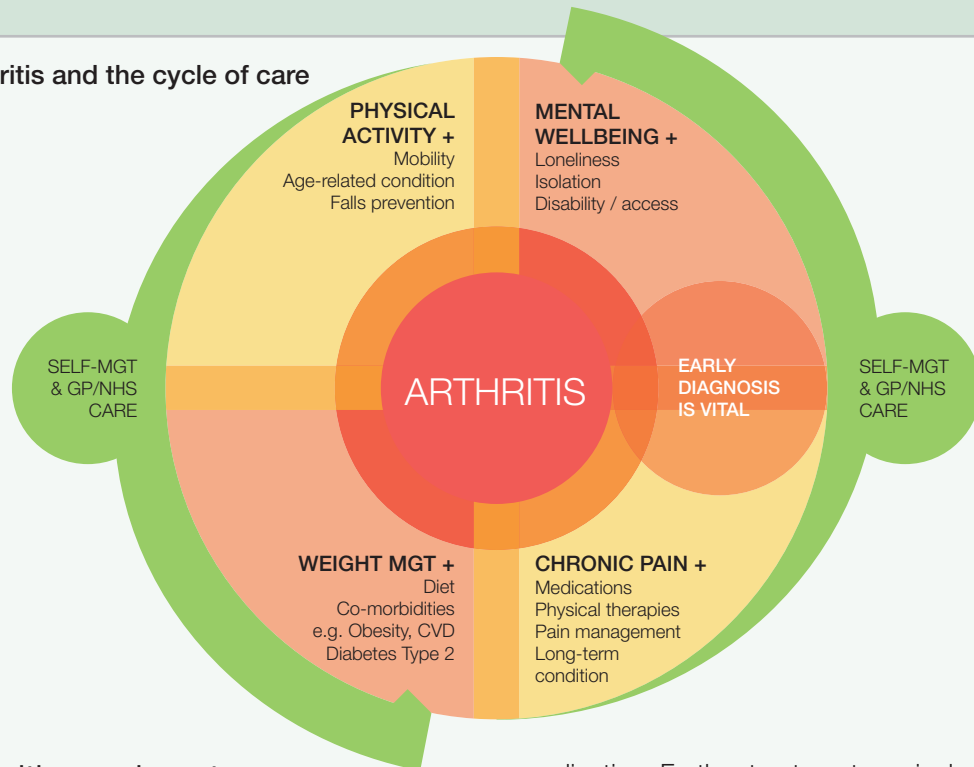 and the cycle of care
PHYSICAL
ACTIVITY +
Mobility
Age-related condition
Falls prevention
MENTAL
WELLBEING +
Loneliness
Isolation
Disability / access
SELF-MGT
& GP/NHS
CARE
ARTHRITIS
EARLY
DIAGNOSIS
IS VITAL
SELF-MGT
& GP/NHS
CARE
WEIGHT MGT +
Diet
Co-morbidities
e.g. Obesity, CVD
Diabetes Type 2
CHRONIC PAIN +
Medications
Physical therapies
Pain management
Long-term
condition